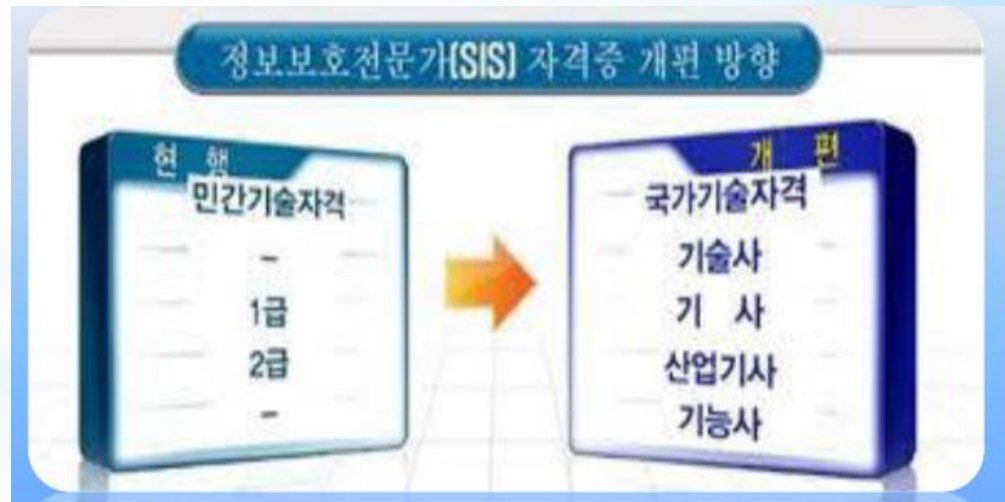 정보보호전문가(SIS) 자격증 개편 방향
현 행
민간기술자격
-
1급
2급
-
개 편
국가기술자격
기술사
기 사
산업기사
기능사